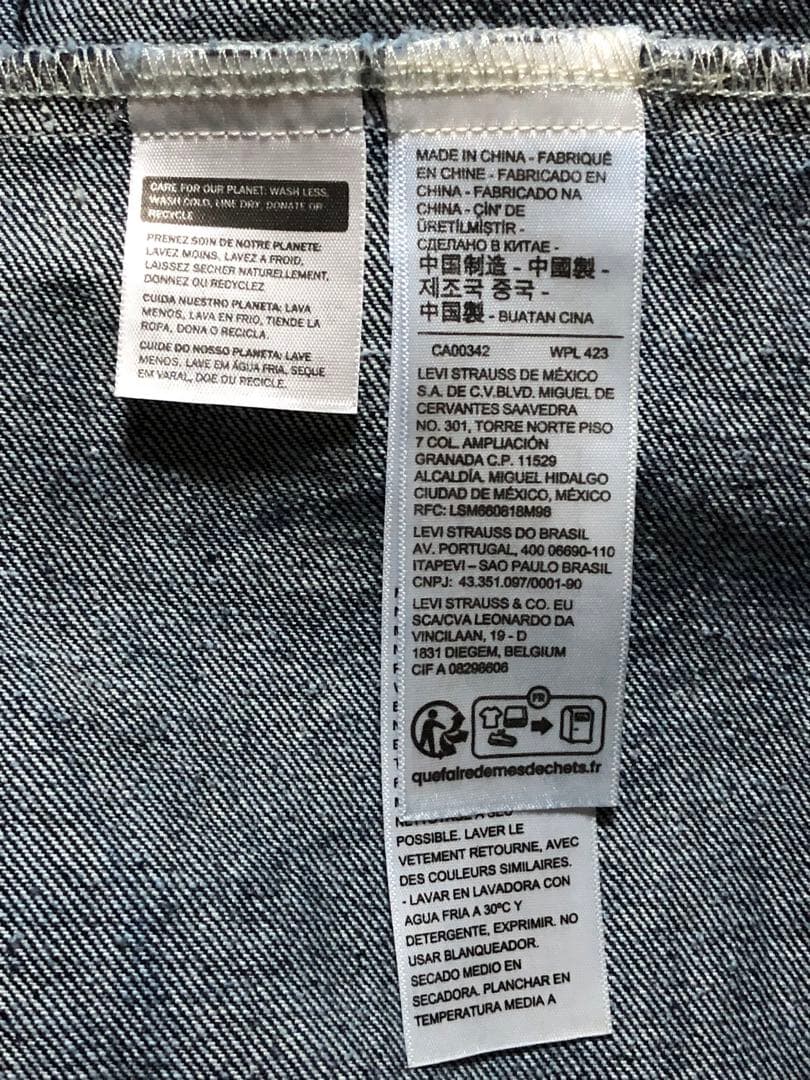 CARE FOR OUR PLANET: WASH LESS,
WASH COLD, LINE DRY, DONATE OR
RECYCLE
PRENEZ SOIN DE NOTRE PLANETE:
LAVEZ MOINS, LAVEZ A FROID,
LAISSEZ SECHER NATURELLEMENT,
DONNEZ OU RECYCLEZ
CUIDA NUESTRO PLANETA: LAVA
MENOS, LAVA EN FRIO, TIENDE LA
ROPA, DONA O RECICLA.
CUIDE DO NOSSO PLANETA: LAVE
MENOS, LAVE EM ÁGUA FRIA, SEQUE
EM VARAL, DOE OU RECICLE.
MADE IN CHINA - FABRIQUÉ
EN CHINE - FABRICADO EN
CHINA - FABRICADO NA
CHINA - ÇİN' DE
ÜRETİLMİŞTİR -
СДЕЛАНО В КИТАЕ -
中国制造 - 中國製 -
제조국 중국 -
中国製 - BUATAN CINA
CA00342 WPL 423
LEVI STRAUSS DE MÉXICO
S.A. DE C.V.BLVD. MIGUEL DE
CERVANTES SAAVEDRA
NO. 301, TORRE NORTE PISO
7 COL. AMPLIACIÓN
GRANADA C.P. 11529
ALCALDÍA. MIGUEL HIDALGO
CIUDAD DE MÉXICO, MÉXICO
RFC: LSM660818M98
LEVI STRAUSS DO BRASIL
AV. PORTUGAL, 400 06690-110
ITAPEVI – SAO PAULO BRASIL
CNPJ: 43.351.097/0001-90
LEVI STRAUSS & CO. EU
SCA/CVA LEONARDO DA
VINCILAAN, 19 - D
1831 DIEGEM, BELGIUM
CIF A 08298606
FR
quefairedemesdechets.fr
POSSIBLE. LAVER LE
VETEMENT RETOURNE, AVEC
DES COULEURS SIMILAIRES.
- LAVAR EN LAVADORA CON
AGUA FRIA A 30ºC Y
DETERGENTE, EXPRIMIR. NO
USAR BLANQUEADOR.
SECADO MEDIO EN
SECADORA. PLANCHAR EN
TEMPERATURA MEDIA A